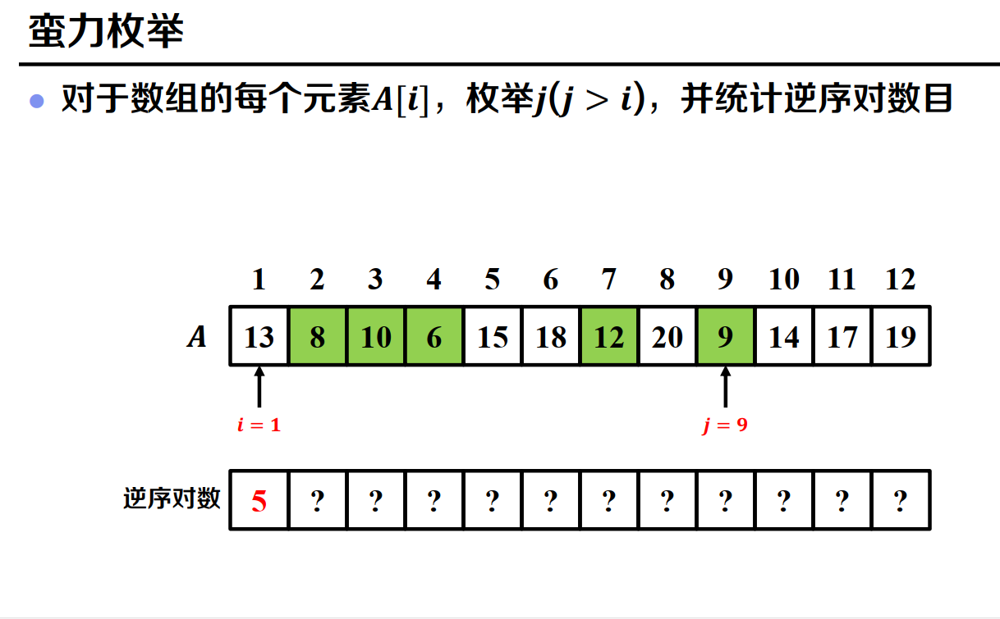 蛮力枚举
● 对于数组的每个元素A[i]，枚举j(j > i)，并统计逆序对数目
1 2 3 4 5 6 7 8 9 10 11 12
A 13 8 10 6 15 18 12 20 9 14 17 19
i = 1 j = 9
逆序对数 5 ? ? ? ? ? ? ? ? ? ? ?